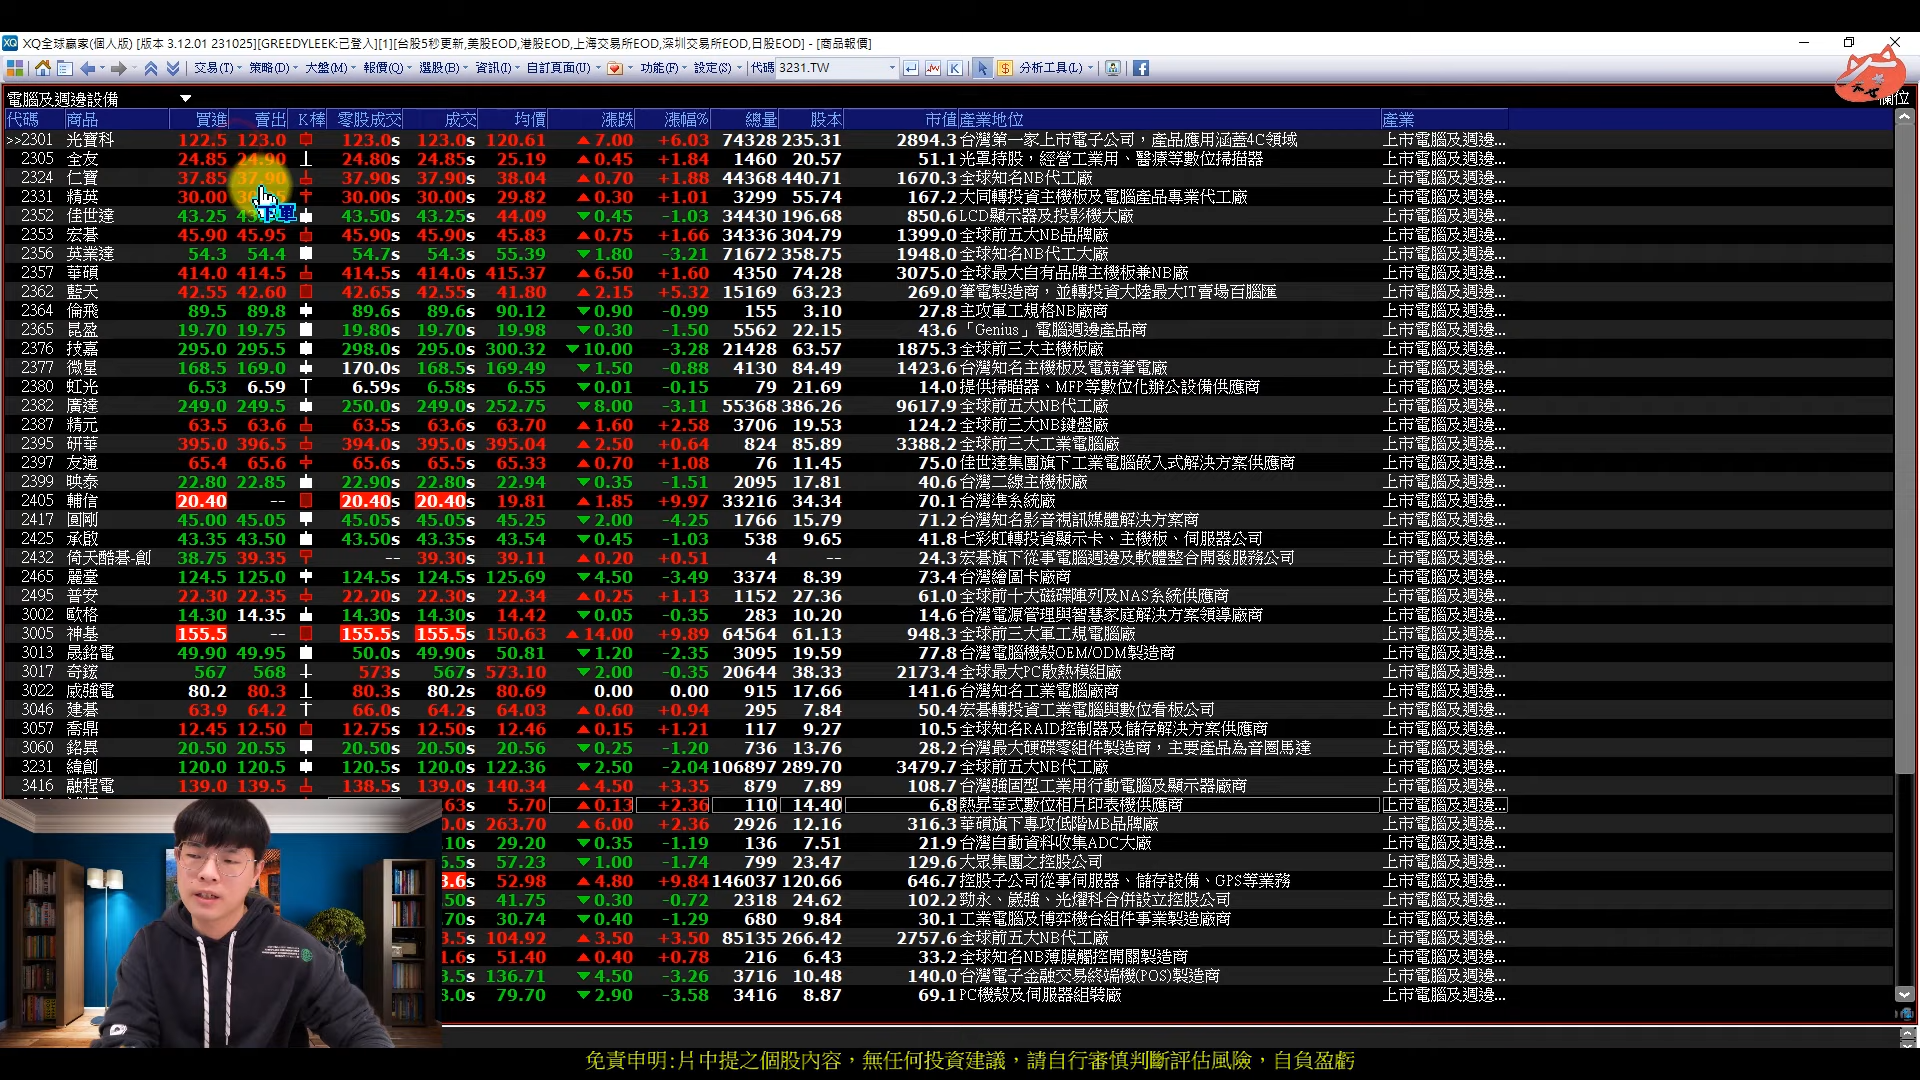 XQ全球贏家(個人版) [版本 3.12.01 231025][GREEDYLEEK:已登入][1][台股5秒更新,美股EOD,港股EOD,上海交易所EOD,深圳交易所EOD,日股EOD] - [商品報價]
交易(T) 策略(D) 大盤(M) 報價(Q) 選股(B) 資訊(I) 自訂頁面(U) 功能(F) 設定(S) 代碼 3231.TW K $ 分析工具(L)
電腦及週邊設備 欄位
代碼 商品 買進 賣出 K棒 零股成交 成交 均價 漲跌 漲幅% 總量 股本 市值 產業地位 產業
>>2301 光寶科 122.5 123.0 123.0s 123.0s 120.61 ▲7.00 +6.03 74328 235.31 2894.3 台灣第一家上市電子公司，產品應用涵蓋4C領域 上市電腦及週邊...
2305 全友 24.85 24.90 24.80s 24.85s 25.19 ▲0.45 +1.84 1460 20.57 51.1 光罩持股，經營工業用、醫療等數位掃描器 上市電腦及週邊...
2324 仁寶 37.85 37.90 37.90s 37.90s 38.04 ▲0.70 +1.88 44368 440.71 1670.3 全球知名NB代工廠 上市電腦及週邊...
2331 精英 30.00 30.00s 30.00s 29.82 ▲0.30 +1.01 3299 55.74 167.2 大同轉投資主機板及電腦產品專業代工廠 上市電腦及週邊...
下單
2352 佳世達 43.25 43.50s 43.25s 44.09 ▼0.45 -1.03 34430 196.68 850.6 LCD顯示器及投影機大廠 上市電腦及週邊...
2353 宏碁 45.90 45.95 45.90s 45.90s 45.83 ▲0.75 +1.66 34336 304.79 1399.0 全球前五大NB品牌廠 上市電腦及週邊...
2356 英業達 54.3 54.4 54.7s 54.3s 55.39 ▼1.80 -3.21 71672 358.75 1948.0 全球知名NB代工大廠 上市電腦及週邊...
2357 華碩 414.0 414.5 414.5s 414.0s 415.37 ▲6.50 +1.60 4350 74.28 3075.0 全球最大自有品牌主機板兼NB廠 上市電腦及週邊...
2362 藍天 42.55 42.60 42.65s 42.55s 41.80 ▲2.15 +5.32 15169 63.23 269.0 筆電製造商，並轉投資大陸最大IT賣場百腦匯 上市電腦及週邊...
2364 倫飛 89.5 89.8 89.6s 89.6s 90.12 ▼0.90 -0.99 155 3.10 27.8 主攻軍工規格NB廠商 上市電腦及週邊...
2365 昆盈 19.70 19.75 19.80s 19.70s 19.98 ▼0.30 -1.50 5562 22.15 43.6 「Genius」電腦週邊產品商 上市電腦及週邊...
2376 技嘉 295.0 295.5 298.0s 295.0s 300.32 ▼10.00 -3.28 21428 63.57 1875.3 全球前三大主機板廠 上市電腦及週邊...
2377 微星 168.5 169.0 170.0s 168.5s 169.49 ▼1.50 -0.88 4130 84.49 1423.6 台灣知名主機板及電競筆電廠 上市電腦及週邊...
2380 虹光 6.53 6.59 6.59s 6.58s 6.55 ▼0.01 -0.15 79 21.69 14.0 提供掃瞄器、MFP等數位化辦公設備供應商 上市電腦及週邊...
2382 廣達 249.0 249.5 250.0s 249.0s 252.75 ▼8.00 -3.11 55368 386.26 9617.9 全球前五大NB代工廠 上市電腦及週邊...
2387 精元 63.5 63.6 63.5s 63.6s 63.70 ▲1.60 +2.58 3706 19.53 124.2 全球前三大NB鍵盤廠 上市電腦及週邊...
2395 研華 395.0 396.5 394.0s 395.0s 395.04 ▲2.50 +0.64 824 85.89 3388.2 全球前三大工業電腦廠 上市電腦及週邊...
2397 友通 65.4 65.6 65.6s 65.5s 65.33 ▲0.70 +1.08 76 11.45 75.0 佳世達集團旗下工業電腦嵌入式解決方案供應商 上市電腦及週邊...
2399 映泰 22.80 22.85 22.90s 22.80s 22.94 ▼0.35 -1.51 2095 17.81 40.6 台灣二線主機板廠 上市電腦及週邊...
2405 輔信 20.40 -- 20.40s 20.40s 19.81 ▲1.85 +9.97 33216 34.34 70.1 台灣準系統廠 上市電腦及週邊...
2417 圓剛 45.00 45.05 45.05s 45.05s 45.25 ▼2.00 -4.25 1766 15.79 71.2 台灣知名影音視訊媒體解決方案商 上市電腦及週邊...
2425 承啟 43.35 43.50 43.50s 43.35s 43.54 ▼0.45 -1.03 538 9.65 41.8 七彩虹轉投資顯示卡、主機板、伺服器公司 上市電腦及週邊...
2432 倚天酷碁-創 38.75 39.35 -- 39.30s 39.11 ▲0.20 +0.51 4 -- 24.3 宏碁旗下從事電腦週邊及軟體整合開發服務公司 上市電腦及週邊...
2465 麗臺 124.5 125.0 124.5s 124.5s 125.69 ▼4.50 -3.49 3374 8.39 73.4 台灣繪圖卡廠商 上市電腦及週邊...
2495 普安 22.30 22.35 22.20s 22.30s 22.34 ▲0.25 +1.13 1152 27.36 61.0 全球前十大磁碟陣列及NAS系統供應商 上市電腦及週邊...
3002 歐格 14.30 14.35 14.30s 14.30s 14.42 ▼0.05 -0.35 283 10.20 14.6 台灣電源管理與智慧家庭解決方案領導廠商 上市電腦及週邊...
3005 神基 155.5 -- 155.5s 155.5s 150.63 ▲14.00 +9.89 64564 61.13 948.3 全球前三大軍工規電腦廠 上市電腦及週邊...
3013 晟銘電 49.90 49.95 50.0s 49.90s 50.81 ▼1.20 -2.35 3095 19.59 77.8 台灣電腦機殼OEM/ODM製造商 上市電腦及週邊...
3017 奇鋐 567 568 573s 567s 573.10 ▼2.00 -0.35 20644 38.33 2173.4 全球最大PC散熱模組廠 上市電腦及週邊...
3022 威強電 80.2 80.3 80.3s 80.2s 80.69 0.00 0.00 915 17.66 141.6 台灣知名工業電腦廠商 上市電腦及週邊...
3046 建碁 63.9 64.2 66.0s 64.2s 64.03 ▲0.60 +0.94 295 7.84 50.4 宏碁轉投資工業電腦與數位看板公司 上市電腦及週邊...
3057 喬鼎 12.45 12.50 12.75s 12.50s 12.46 ▲0.15 +1.21 117 9.27 10.5 全球知名RAID控制器及儲存解決方案供應商 上市電腦及週邊...
3060 銘異 20.50 20.55 20.50s 20.50s 20.56 ▼0.25 -1.20 736 13.76 28.2 台灣最大硬碟零組件製造商，主要產品為音圈馬達 上市電腦及週邊...
3231 緯創 120.0 120.5 120.5s 120.0s 122.36 ▼2.50 -2.04 106897 289.70 3479.7 全球前五大NB代工廠 上市電腦及週邊...
3416 融程電 139.0 139.5 138.5s 139.0s 140.34 ▲4.50 +3.35 879 7.89 108.7 台灣強固型工業用行動電腦及顯示器廠商 上市電腦及週邊...
63s 5.70 ▲0.13 +2.36 110 14.40 6.8 熱昇華式數位相片印表機供應商 上市電腦及週邊...
0.0s 263.70 ▲6.00 +2.36 2926 12.16 316.3 華碩旗下專攻低階MB品牌廠 上市電腦及週邊...
10s 29.20 ▼0.35 -1.19 136 7.51 21.9 台灣自動資料收集ADC大廠 上市電腦及週邊...
6.5s 57.23 ▼1.00 -1.74 799 23.47 129.6 大眾集團之控股公司 上市電腦及週邊...
3.6s 52.98 ▲4.80 +9.84 146037 120.66 646.7 控股子公司從事伺服器、儲存設備、GPS等業務 上市電腦及週邊...
50s 41.75 ▼0.30 -0.72 2318 24.62 102.2 勁永、崴強、光燿科合併設立控股公司 上市電腦及週邊...
70s 30.74 ▼0.40 -1.29 680 9.84 30.1 工業電腦及博弈機台組件事業製造廠商 上市電腦及週邊...
3.5s 104.92 ▲3.50 +3.50 85135 266.42 2757.6 全球前五大NB代工廠 上市電腦及週邊...
1.6s 51.40 ▲0.40 +0.78 216 6.43 33.2 全球知名NB薄膜觸控開關製造商 上市電腦及週邊...
3.5s 136.71 ▼4.50 -3.26 3716 10.48 140.0 台灣電子金融交易終端機(POS)製造商 上市電腦及週邊...
8.0s 79.70 ▼2.90 -3.58 3416 8.87 69.1 PC機殼及伺服器組裝廠 上市電腦及週邊...
免責申明:片中提之個股內容，無任何投資建議，請自行審慎判斷評估風險，自負盈虧